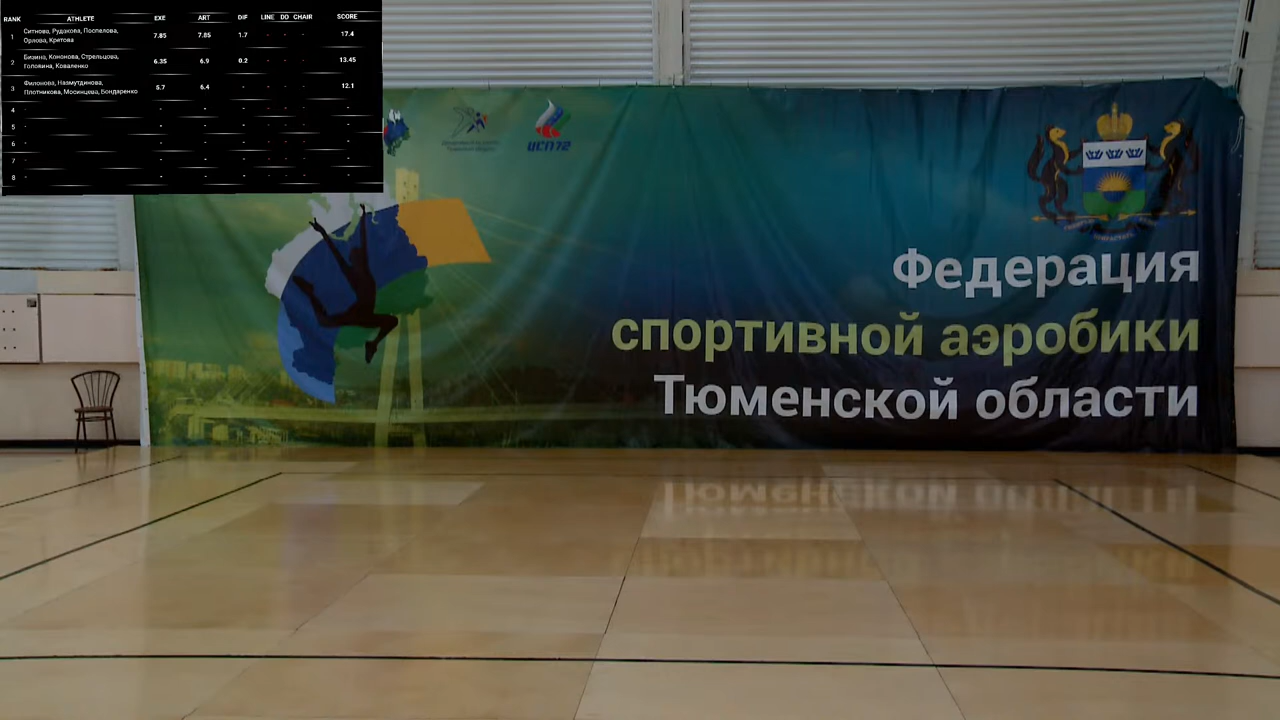 RANK ATHLETE EXE ART DIF LINE DO CHAIR SCORE
1 Ситнова, Рудакова, Поспелова, Орлова, Кретова 7.85 7.85 1.7 - - - 17.4
2 Бизина, Кононова, Стрельцова, Головина, Коваленко 6.35 6.9 0.2 - - - 13.45
3 Филонова, Назмутдинова, Плотникова, Мосинцева, Бондаренко 5.7 6.4 - - - - 12.1
4 - - - - - - - -
5 - - - - - - - -
6 - - - - - - - -
7 - - - - - - - -
8 - - - - - - - -
ЦСП 72
Федерация
спортивной аэробики
Тюменской области